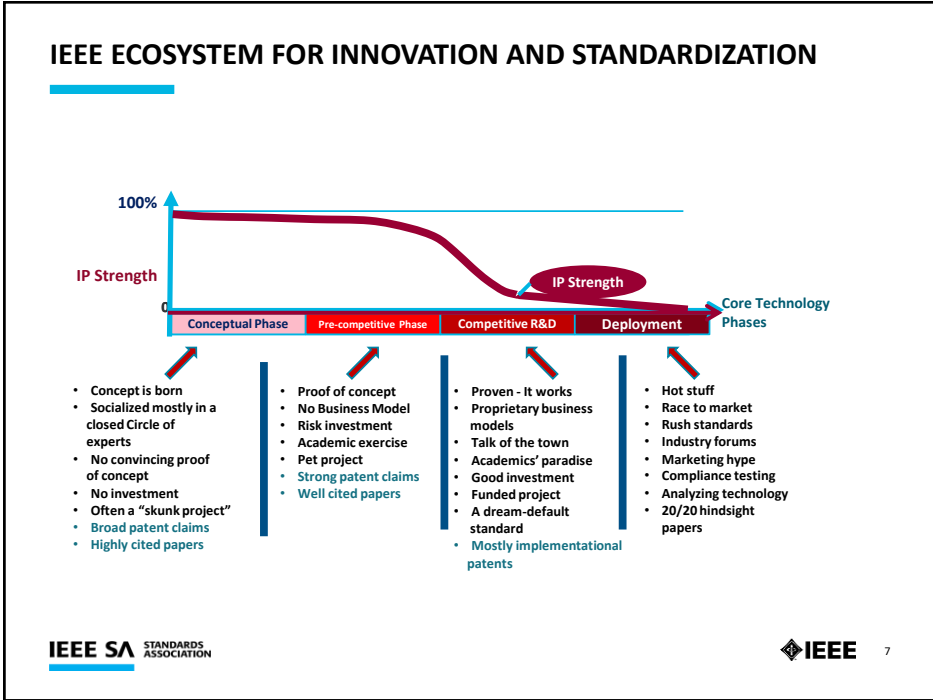 IEEE ECOSYSTEM FOR INNOVATION AND STANDARDIZATION
100%
IP Strength
0
IP Strength
Core Technology
Phases
Conceptual Phase
Pre-competitive Phase
Competitive R&D
Deployment
• Concept is born
• Socialized mostly in a
closed Circle of
experts
• No convincing proof
of concept
• No investment
• Often a “skunk project”
• Broad patent claims
• Highly cited papers
• Proof of concept
• No Business Model
• Risk investment
• Academic exercise
• Pet project
• Strong patent claims
• Well cited papers
• Proven - It works
• Proprietary business
models
• Talk of the town
• Academics’ paradise
• Good investment
• Funded project
• A dream-default
standard
• Mostly implementational
patents
• Hot stuff
• Race to market
• Rush standards
• Industry forums
• Marketing hype
• Compliance testing
• Analyzing technology
• 20/20 hindsight
papers
IEEE SA STANDARDS
ASSOCIATION
IEEE
7